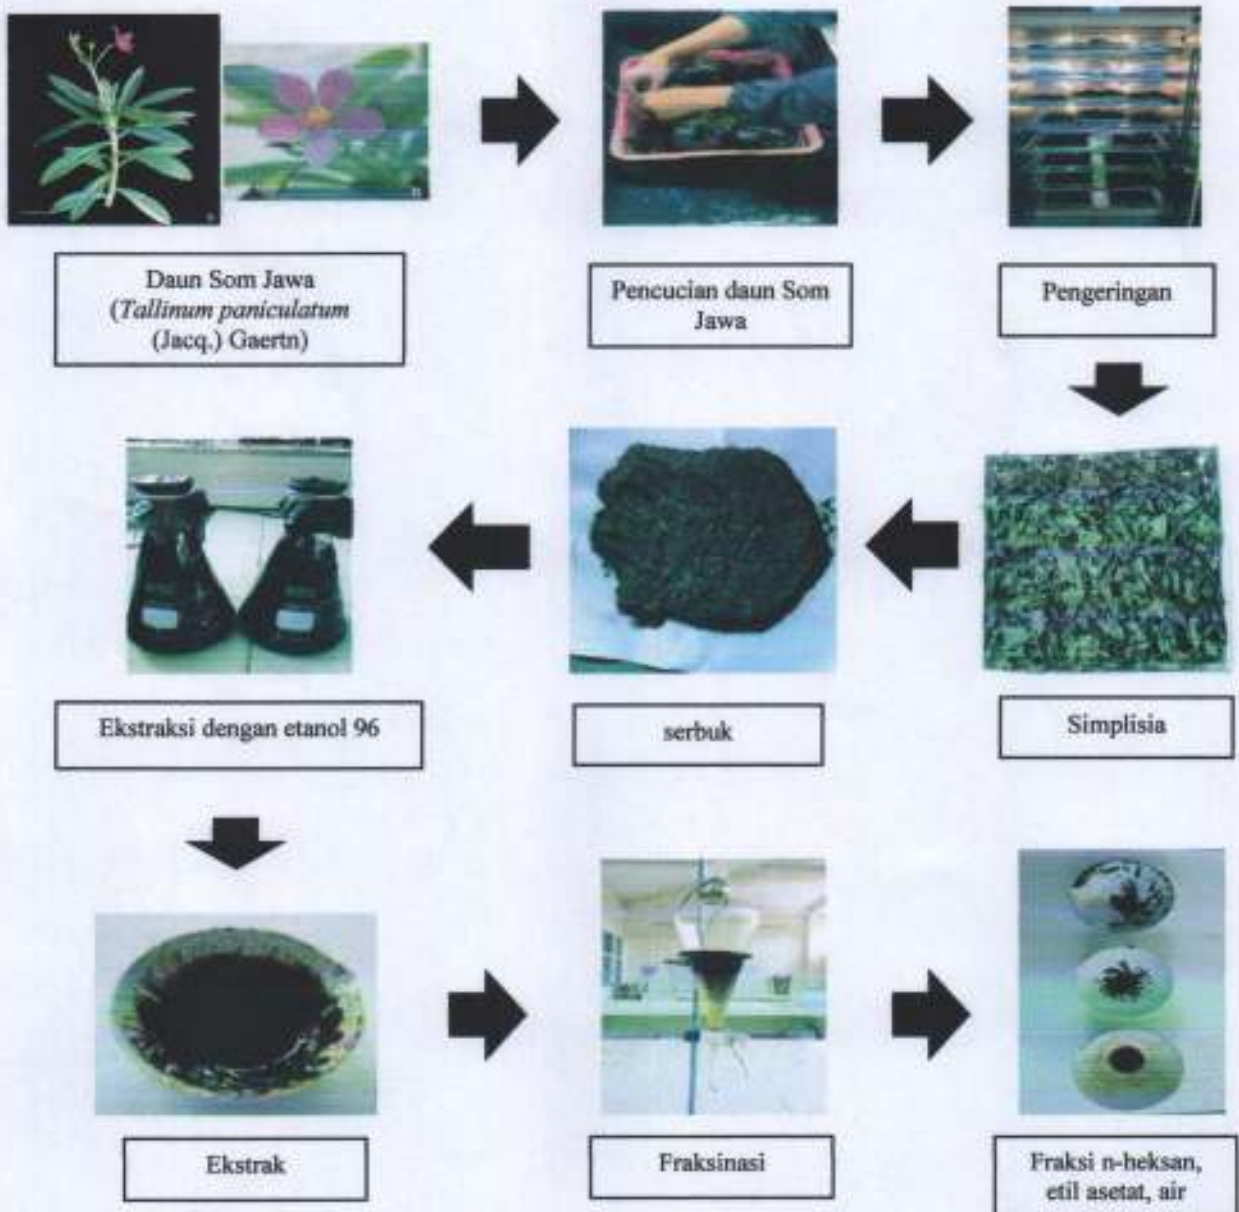 Daun Som Jawa
(Tallinum paniculatum
(Jacq.) Gaertn)
Pencucian daun Som
Jawa
Pengeringan
Ekstraksi dengan etanol 96
serbuk
Simplisia
Ekstrak
Fraksinasi
Fraksi n-heksan,
etil asetat, air